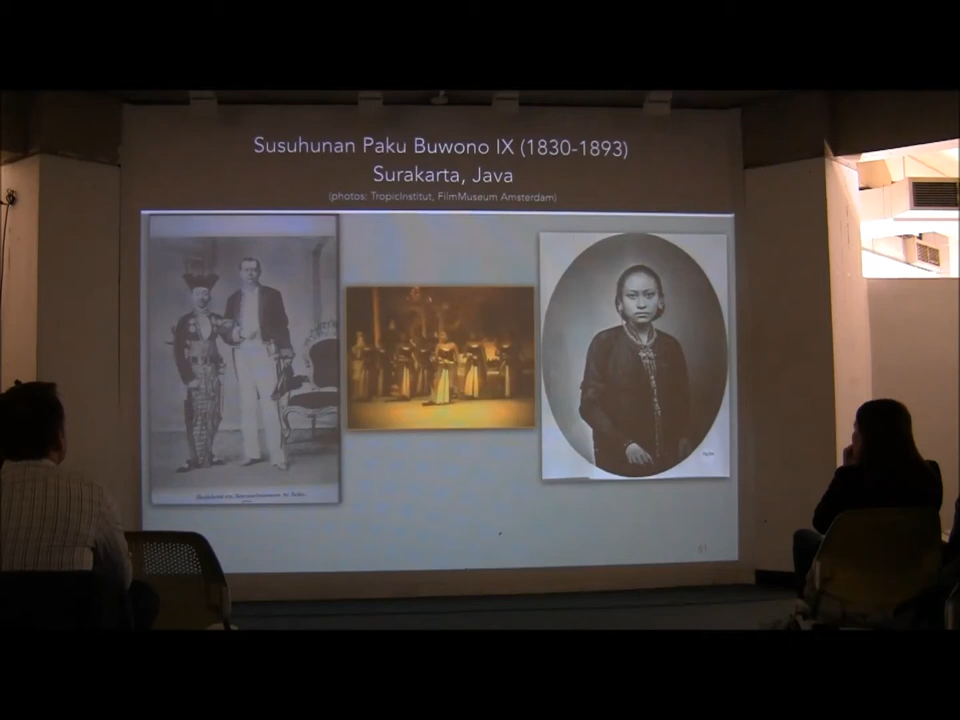 Susuhunan Paku Buwono IX (1830-1893)
Surakarta, Java
(photos: TropicInstitut, FilmMuseum Amsterdam)